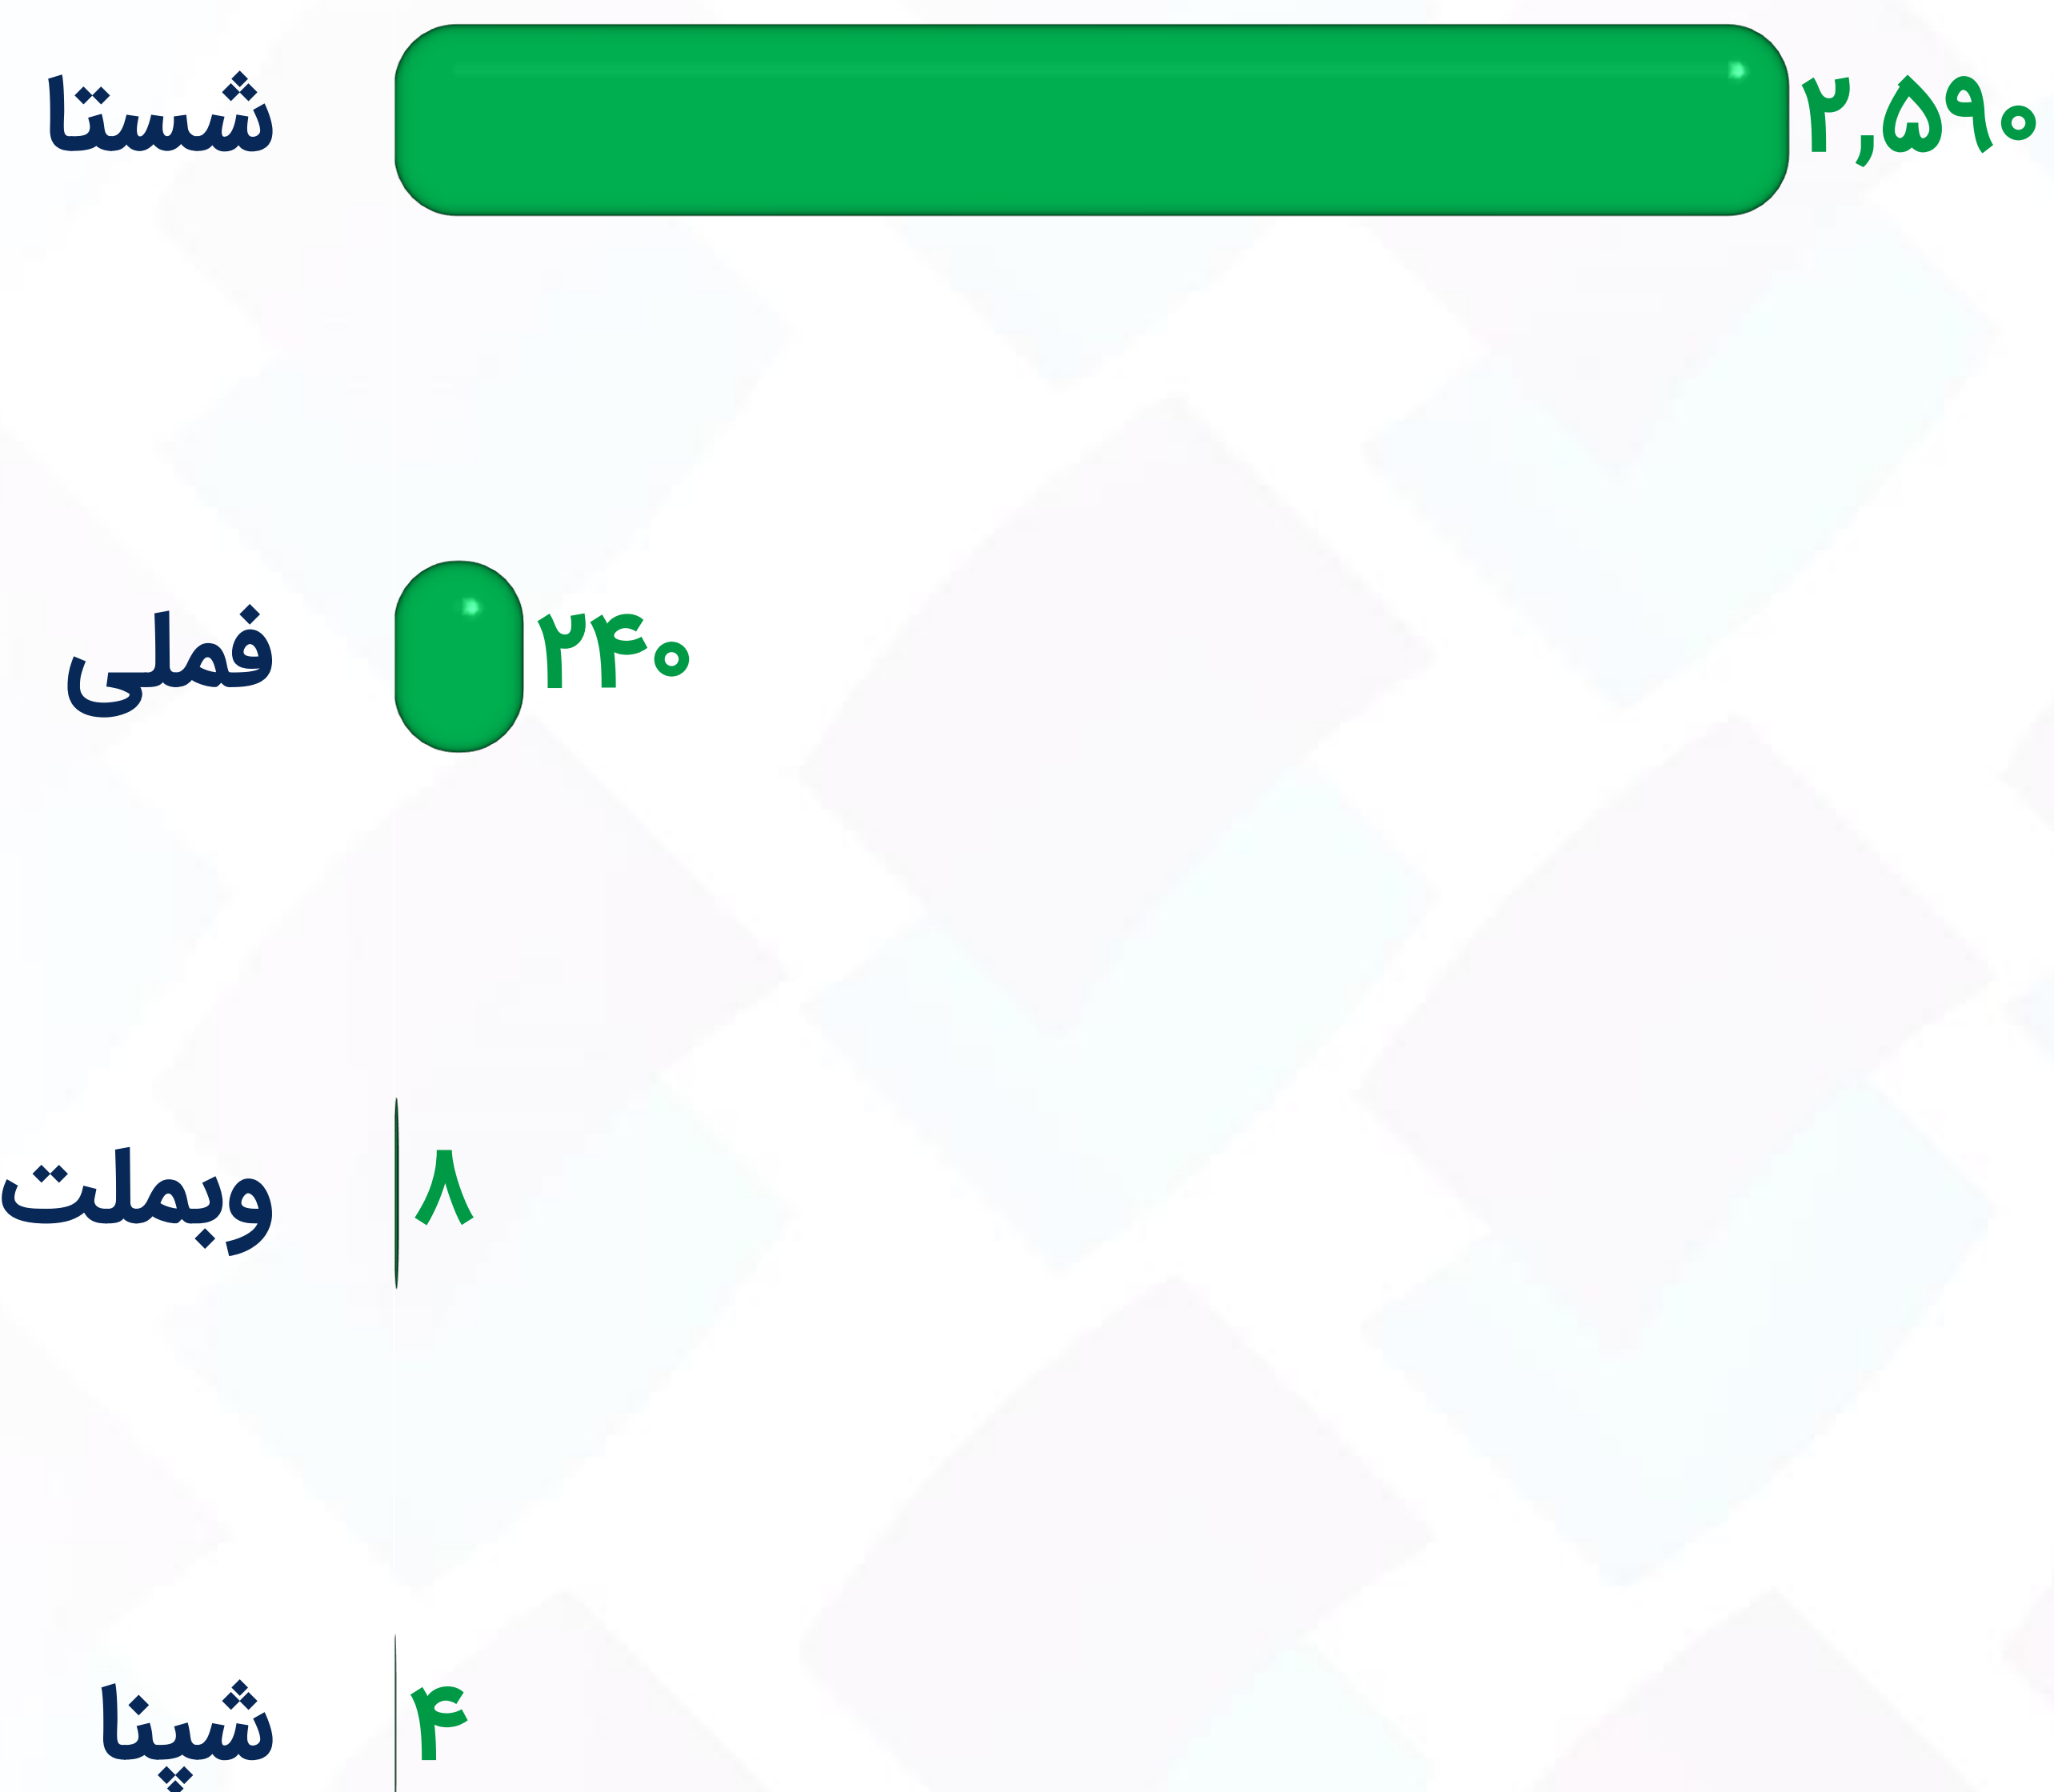 شستا ۲,۵۹۰
فملی ۲۴۰
وبملت ۸
شپنا ۴